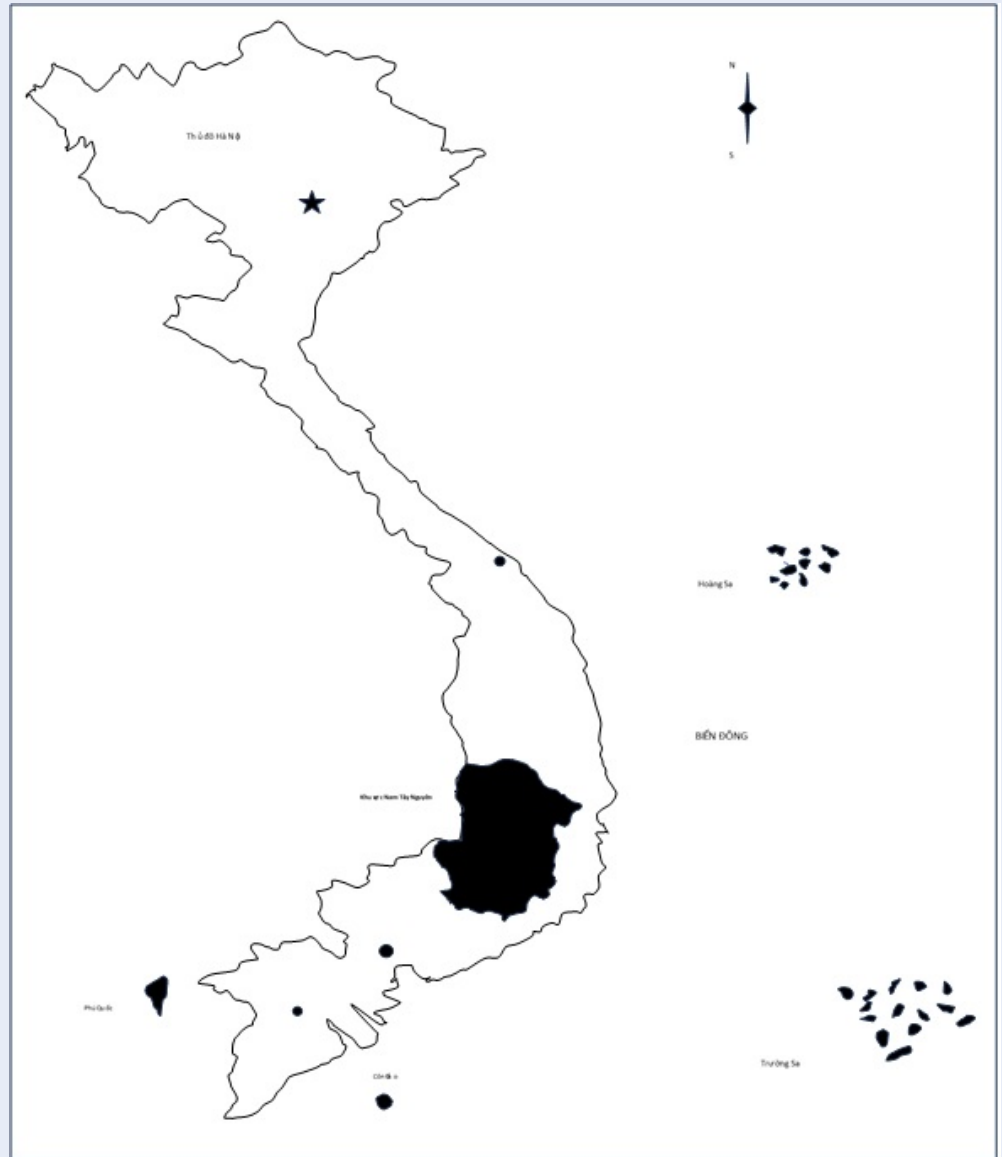 N
Thủ đô Hà Nội
S
Hoàng Sa
BIỂN ĐÔNG
Khu vực Nam Tây Nguyên
Phú Quốc
Trường Sa
Côn Đảo